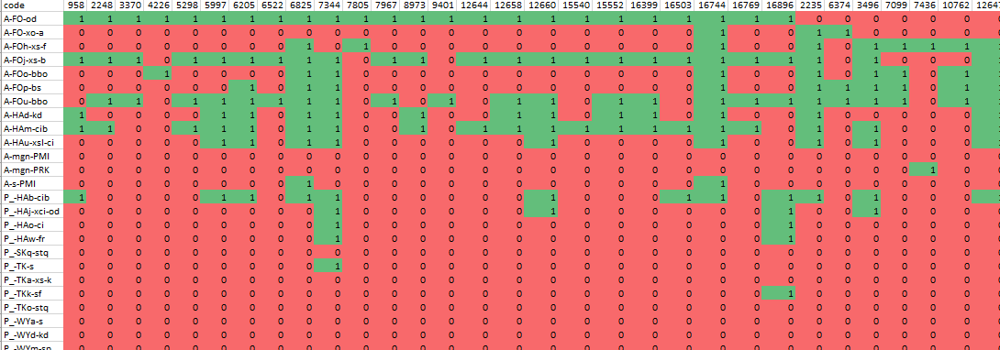 code 958 2248 3370 4226 5298 5997 6205 6522 6825 7344 7805 7967 8973 9401 12644 12658 12660 15540 15552 16399 16503 16744 16769 16896 2235 6374 3496 7099 7436 10762
A-FO-od 1 1 1 1 1 1 1 1 1 1 1 1 1 1 1 1 1 1 1 1 1 1 1 1 0 0 0 0 0 0
A-FO-xo-a 0 0 0 0 0 0 0 0 0 0 0 0 0 0 0 0 0 0 0 0 0 1 0 0 1 1 0 0 0 0
A-FOh-xs-f 0 0 0 0 0 0 0 0 1 0 1 0 0 0 0 0 0 0 0 0 0 1 0 0 1 0 1 1 1 1
A-FOj-xs-b 1 1 1 0 1 1 1 1 1 1 0 1 1 0 1 1 1 1 1 1 1 1 1 1 1 0 1 0 0 0
A-FOo-bbo 0 0 0 1 0 0 0 0 1 1 0 0 0 0 0 0 0 0 0 0 0 1 0 0 1 0 1 1 0 1
A-FOp-bs 0 0 0 0 0 0 1 0 1 1 0 0 0 0 0 0 0 0 0 0 0 1 0 0 1 1 1 1 0 1
A-FOu-bbo 0 1 1 0 1 1 1 1 1 1 0 1 0 1 0 1 1 0 1 1 0 1 1 1 1 0 1 1 0 1
A-HAd-kd 1 0 0 0 0 0 1 0 1 1 0 0 1 0 0 1 1 0 1 1 0 1 0 0 1 0 0 0 0 0
A-HAm-cib 1 1 0 0 1 1 1 0 1 1 0 0 1 0 1 1 1 1 1 1 1 1 1 0 1 0 1 0 0 0
A-HAu-xsl-ci 0 0 0 0 0 1 1 0 1 1 0 0 0 0 0 0 1 0 0 0 0 1 0 0 1 0 1 0 0 0
A-mgn-PMI 0 0 0 0 0 0 0 0 0 0 0 0 0 0 0 0 0 0 0 0 0 0 0 0 0 0 0 0 0 0
A-mgn-PRK 0 0 0 0 0 0 0 0 0 0 0 0 0 0 0 0 0 0 0 0 0 0 0 0 0 0 0 0 1 0
A-s-PMI 0 0 0 0 0 0 0 0 1 0 0 0 0 0 0 0 0 0 0 0 0 1 0 0 0 0 0 0 0 0
P_-HAb-cib 1 0 0 0 0 1 1 0 1 1 0 0 0 0 0 0 1 0 0 0 1 1 0 1 1 0 1 0 0 0
P_-HAj-xci-od 0 0 0 0 0 0 0 0 0 1 0 0 0 0 0 0 1 0 0 0 0 0 0 1 0 0 1 0 0 0
P_-HAo-ci 0 0 0 0 0 0 0 0 0 1 0 0 0 0 0 0 0 0 0 0 0 0 0 1 0 0 0 0 0 0
P_-HAw-fr 0 0 0 0 0 0 0 0 0 1 0 0 0 0 0 0 0 0 0 0 0 0 0 1 0 0 0 0 0 0
P_-SKq-stq 0 0 0 0 0 0 0 0 0 0 0 0 0 0 0 0 0 0 0 0 0 0 0 0 0 0 0 0 0 0
P_-TK-s 0 0 0 0 0 0 0 0 0 1 0 0 0 0 0 0 0 0 0 0 0 0 0 0 0 0 0 0 0 0
P_-TKa-xs-k 0 0 0 0 0 0 0 0 0 0 0 0 0 0 0 0 0 0 0 0 0 0 0 0 0 0 0 0 0 0
P_-TKk-sf 0 0 0 0 0 0 0 0 0 0 0 0 0 0 0 0 0 0 0 0 0 0 0 1 0 0 0 0 0 0
P_-TKo-stq 0 0 0 0 0 0 0 0 0 0 0 0 0 0 0 0 0 0 0 0 0 0 0 0 0 0 0 0 0 0
P_-WYa-s 0 0 0 0 0 0 0 0 0 0 0 0 0 0 0 0 0 0 0 0 0 0 0 0 0 0 0 0 0 0
P_-WYd-kd 0 0 0 0 0 0 0 0 0 0 0 0 0 0 0 0 0 0 0 0 0 0 0 0 0 0 0 0 0 0
P_-WYm-sp 0 0 0 0 0 0 0 0 0 0 0 0 0 0 0 0 0 0 0 0 0 0 0 0 0 0 0 0 0 0